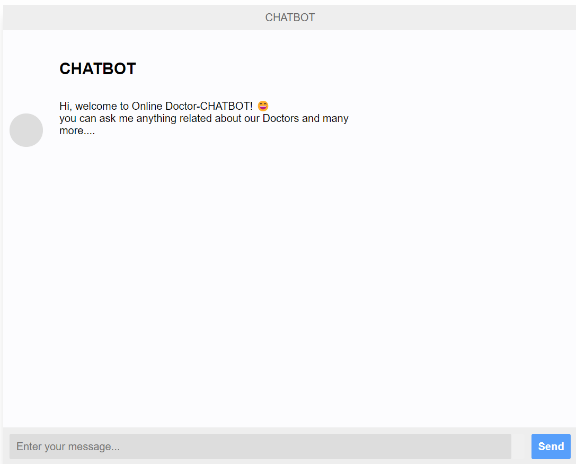 CHATBOT
CHATBOT
Hi, welcome to Online Doctor-CHATBOT! 😄
you can ask me anything related about our Doctors and many
more....
Enter your message...
Send